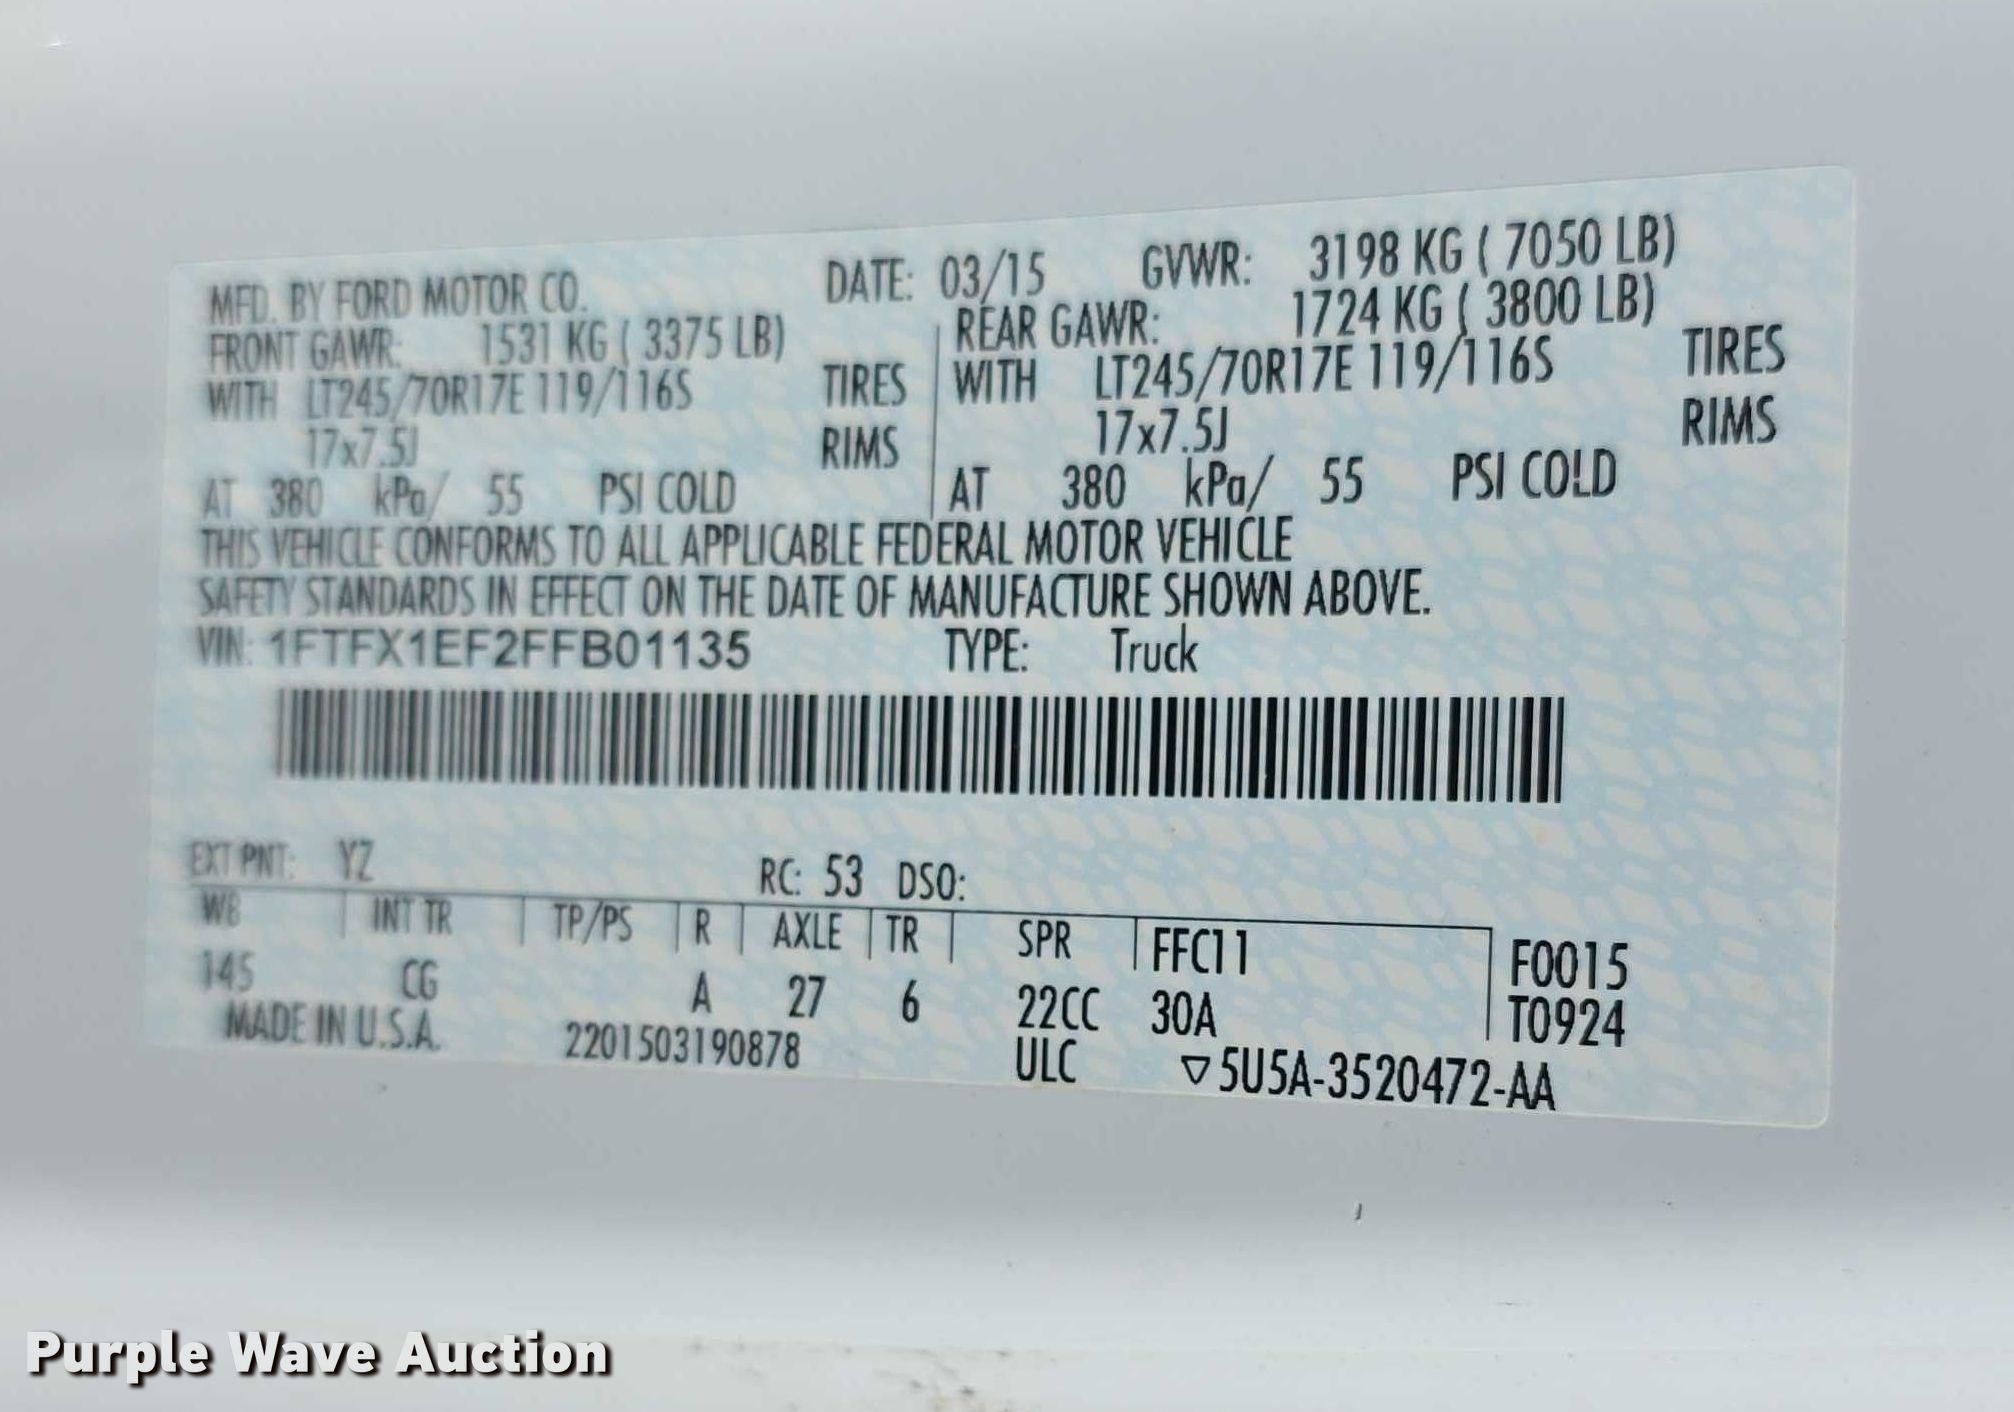 MFD. BY FORD MOTOR CO. DATE: 03/15 GVWR: 3198 KG ( 7050 LB)
FRONT GAWR: 1531 KG ( 3375 LB) REAR GAWR: 1724 KG ( 3800 LB)
WITH LT245/70R17E 119/116S TIRES WITH LT245/70R17E 119/116S TIRES
17x7.5J RIMS 17x7.5J RIMS
AT 380 kPa/ 55 PSI COLD AT 380 kPa/ 55 PSI COLD
THIS VEHICLE CONFORMS TO ALL APPLICABLE FEDERAL MOTOR VEHICLE
SAFETY STANDARDS IN EFFECT ON THE DATE OF MANUFACTURE SHOWN ABOVE.
VIN: 1FTFX1EF2FFB01135 TYPE: Truck
EXT PNT: YZ RC: 53 DSO:
WB INT TR TP/PS R AXLE TR SPR FFC11 F0015
145 CG A 27 6 22CC 30A T0924
MADE IN U.S.A. 2201503190878 ULC ▽5U5A-3520472-AA
Purple Wave Auction